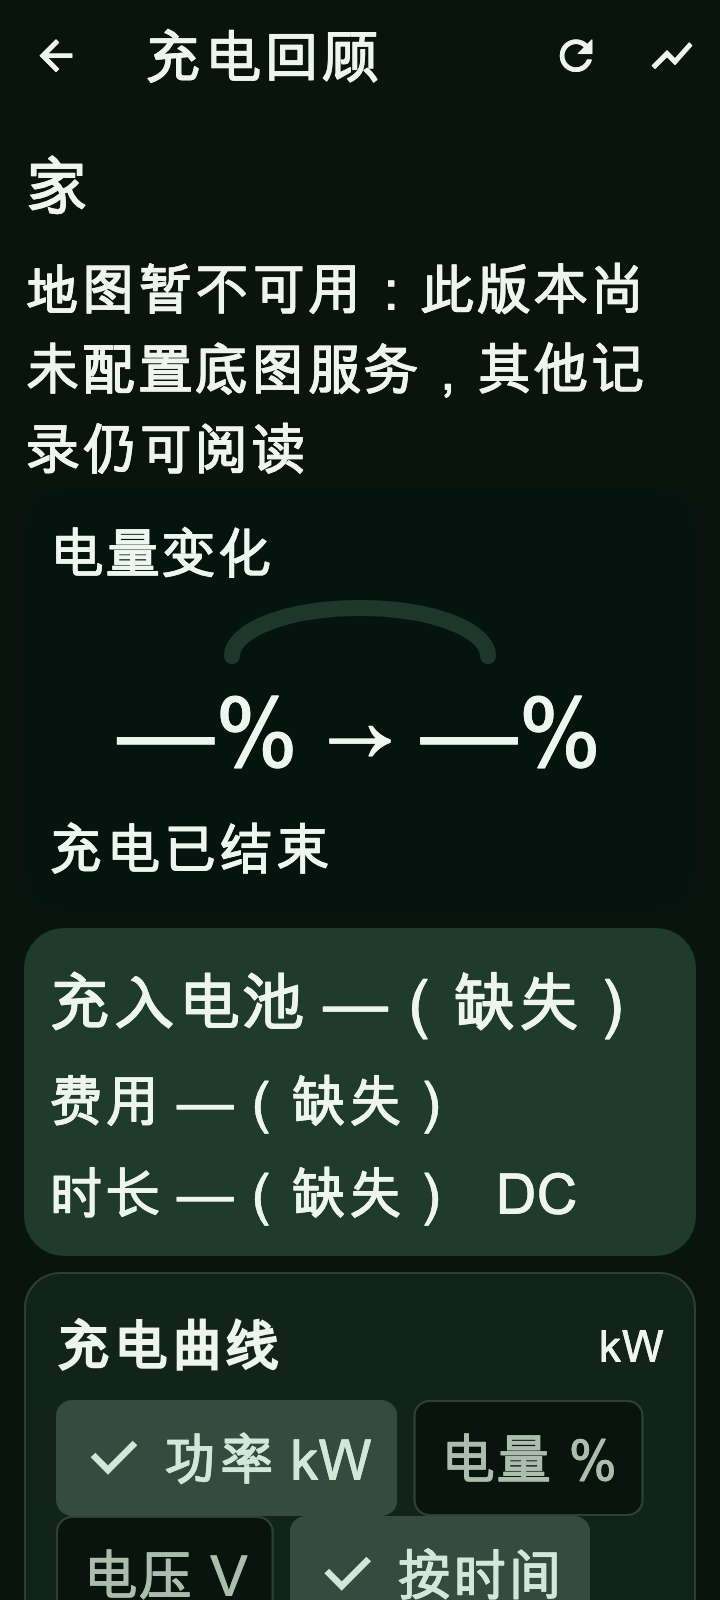 充电回顾
家
地图暂不可用：此版本尚
未配置底图服务，其他记
录仍可阅读
电量变化
—% → —%
充电已结束
充入电池 —（缺失）
费用 —（缺失）
时长 —（缺失） DC
充电曲线 kW
功率 kW 电量 %
电压 V 按时间